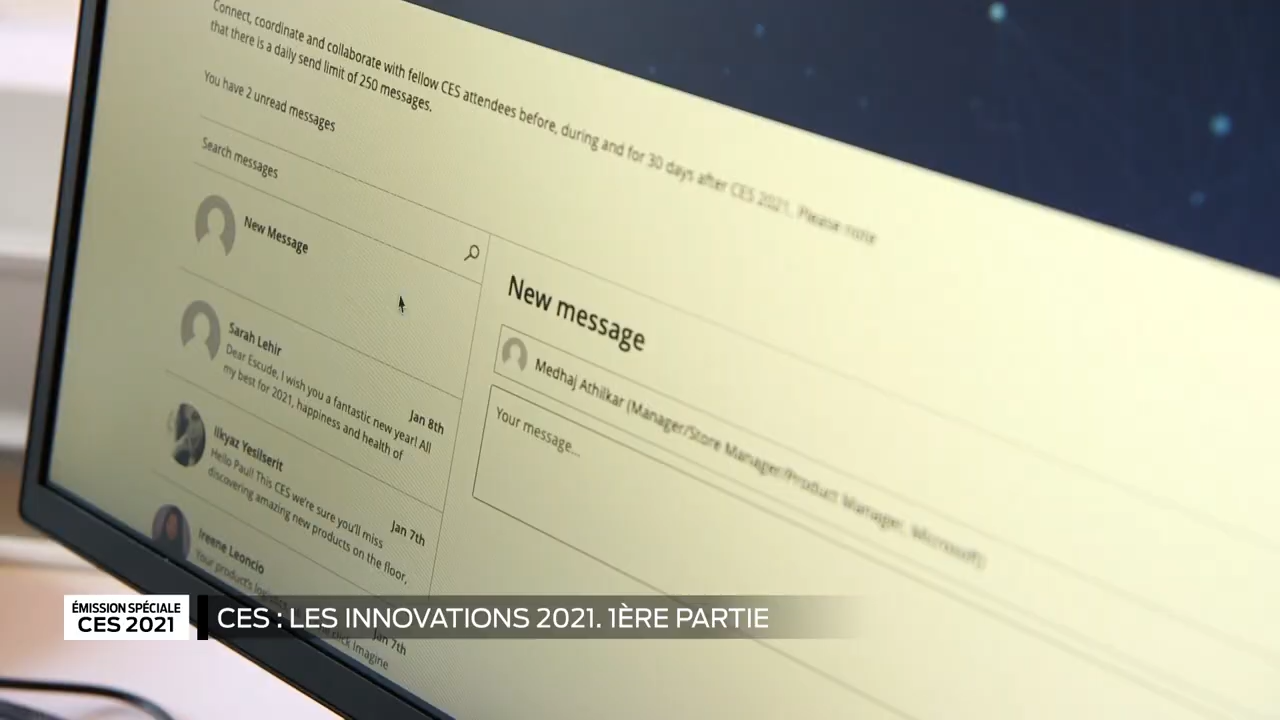 Connect, coordinate and collaborate with fellow CES attendees before, during and for 30 days after CES 2021. Please note
that there is a daily send limit of 250 messages.
You have 2 unread messages
Search messages
New Message
Sarah Lehir
Jan 8th
Dear Escude, I wish you a fantastic new year! All
my best for 2021, happiness and health of
Ilkyaz Yesilserit
Jan 7th
Hello Paul! This CES we're sure you'll miss
discovering amazing new products on the floor,
Ireene Leoncio
Jan 7th
Your product's
click Imagine
New message
Medhaj Athilkar (Manager/Store Manager/Product Manager, Microsoft)
Your message...
ÉMISSION SPÉCIALE
CES 2021
CES : LES INNOVATIONS 2021. 1ÈRE PARTIE